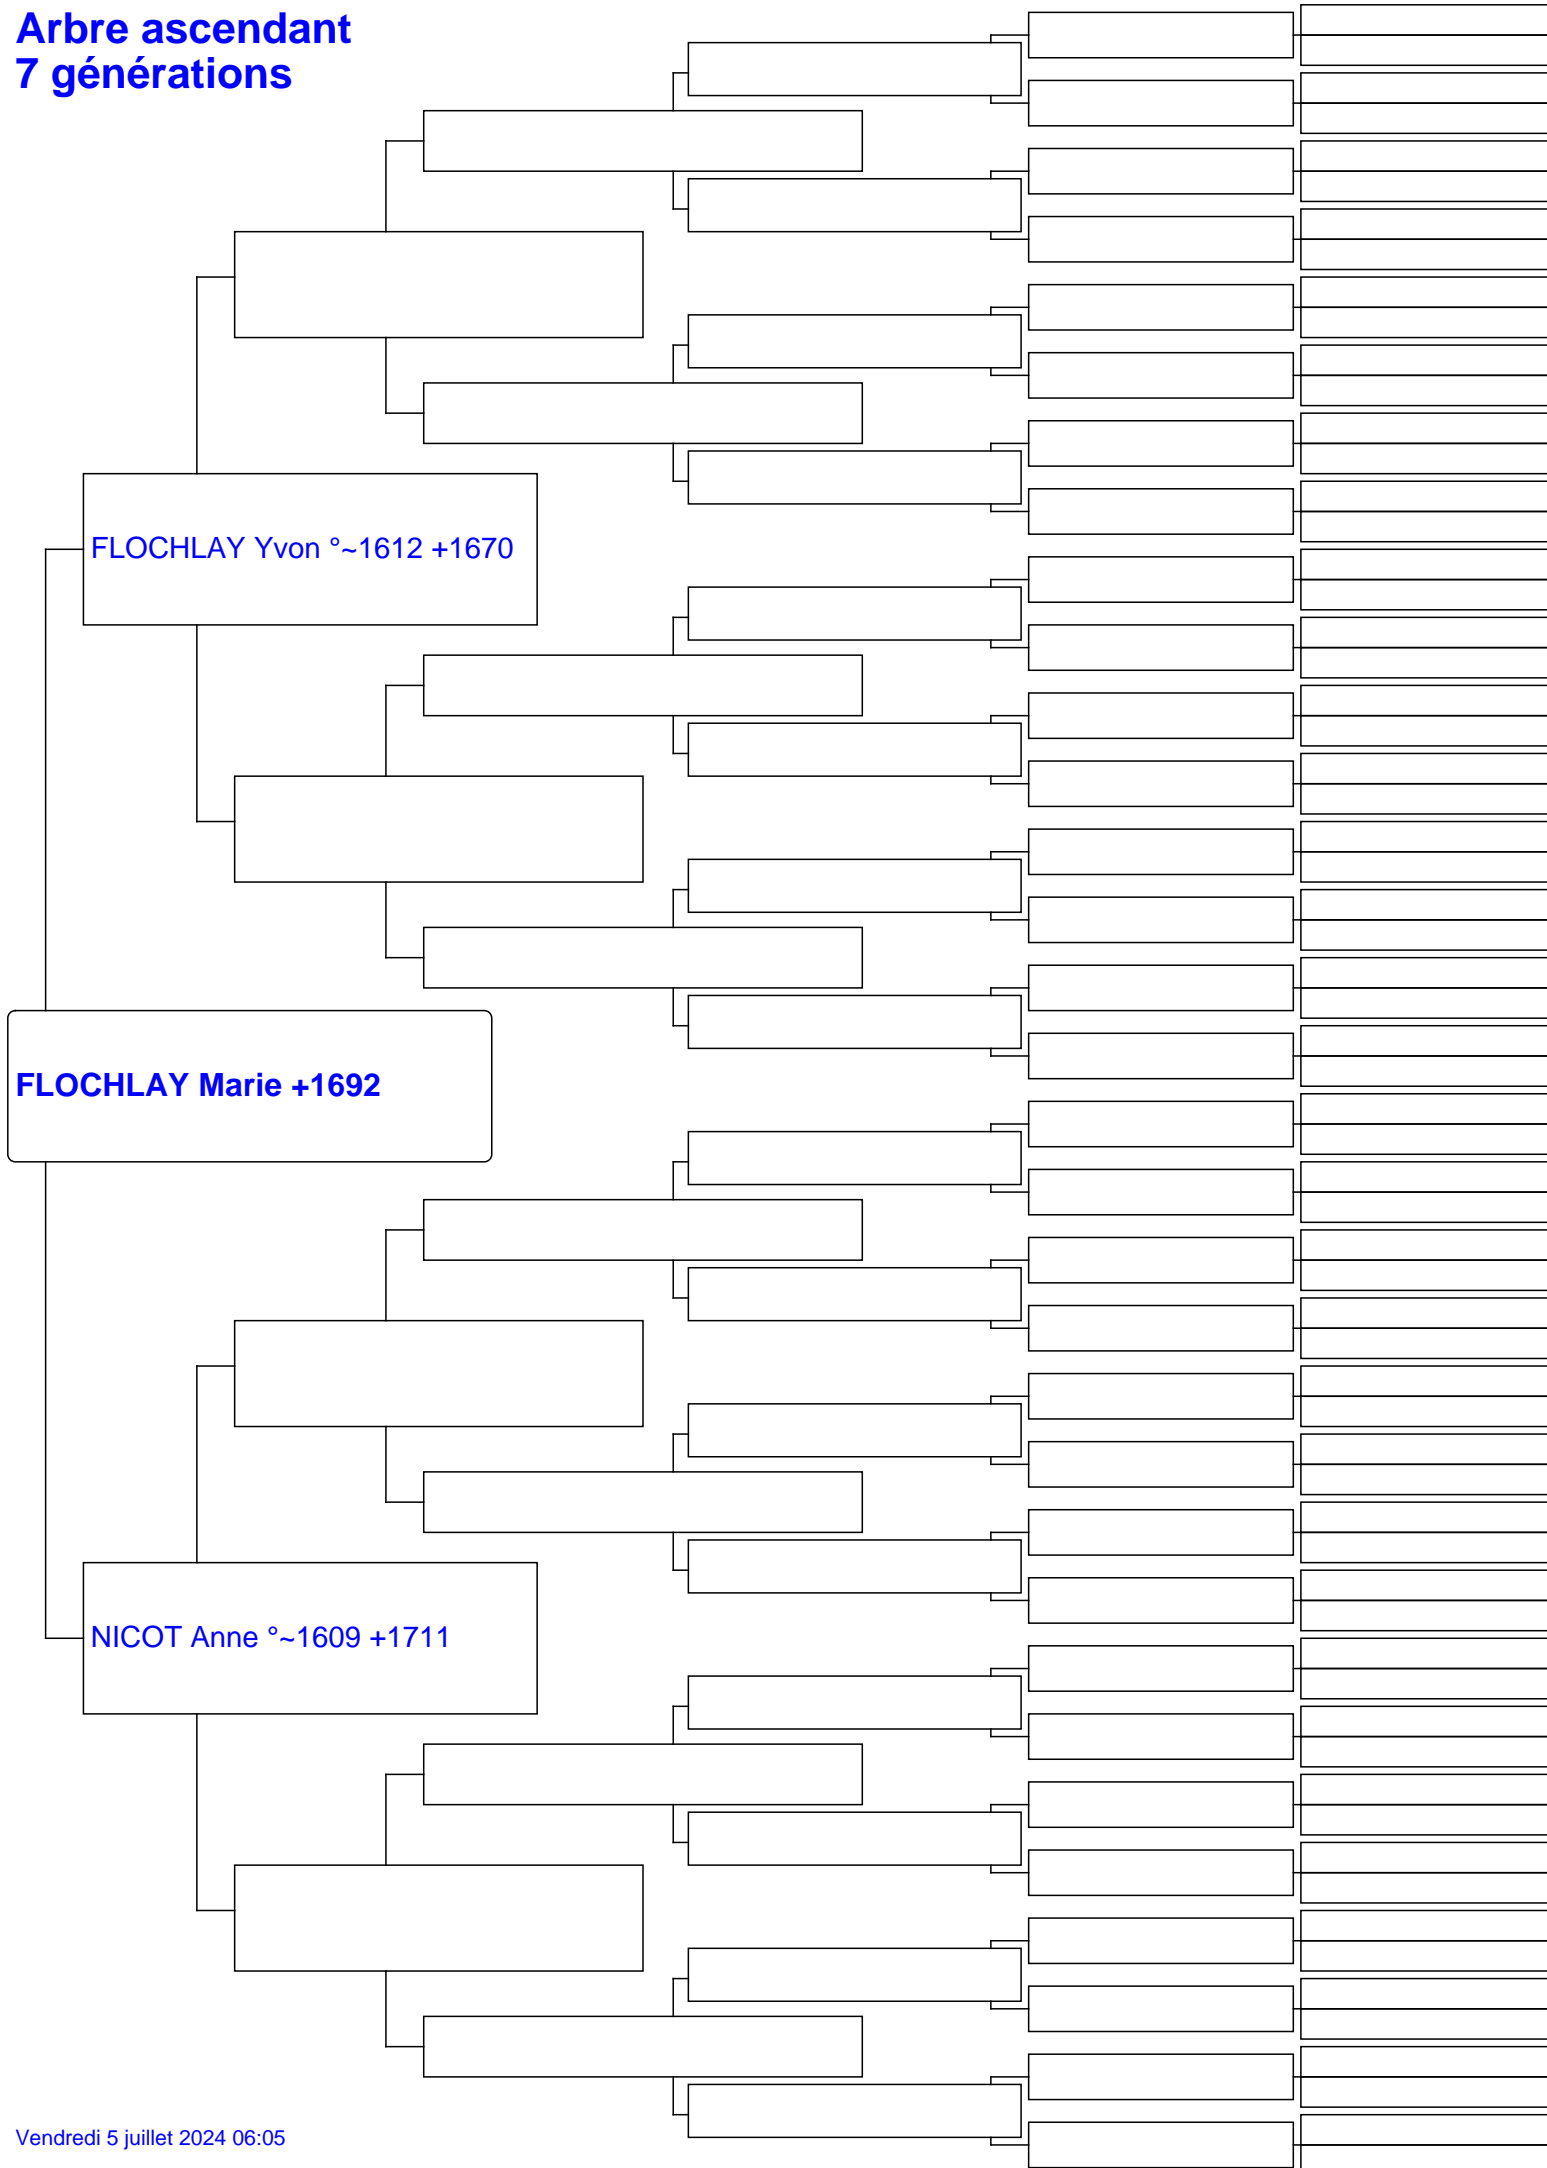 Arbre ascendant
7 générations
FLOCHLAY Yvon °~1612 +1670
FLOCHLAY Marie +1692
NICOT Anne °~1609 +1711
Vendredi 5 juillet 2024 06:05